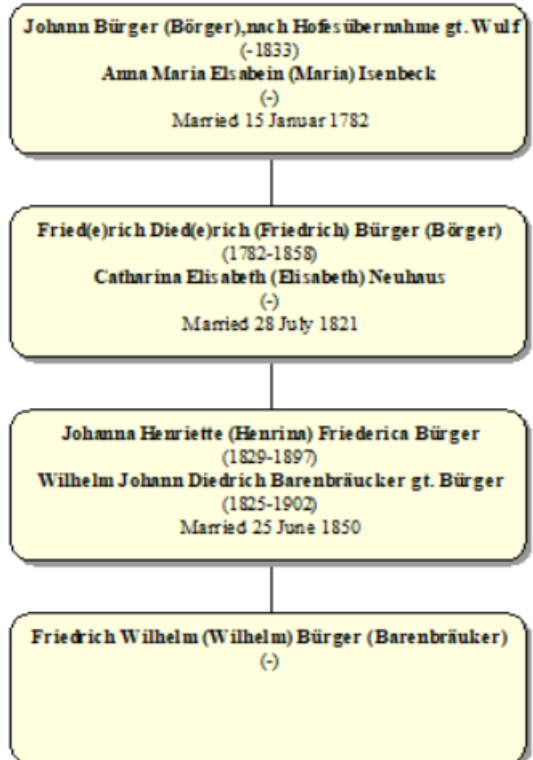 Johann Bürger (Börger),nach Hofesübernahme gt. Wulf
(-1833)
Anna Maria Elsabein (Maria) Isenbeck
(-)
Married 15 Januar 1782
Fried(e)rich Died(e)rich (Friedrich) Bürger (Börger)
(1782-1858)
Catharina Elisabeth (Elisabeth) Neuhaus
(-)
Married 28 July 1821
Johanna Henriette (Henrina) Friederica Bürger
(1829-1897)
Wilhelm Johann Diedrich Barenbräucker gt. Bürger
(1825-1902)
Married 25 June 1850
Friedrich Wilhelm (Wilhelm) Bürger (Barenbräuker)
(-)